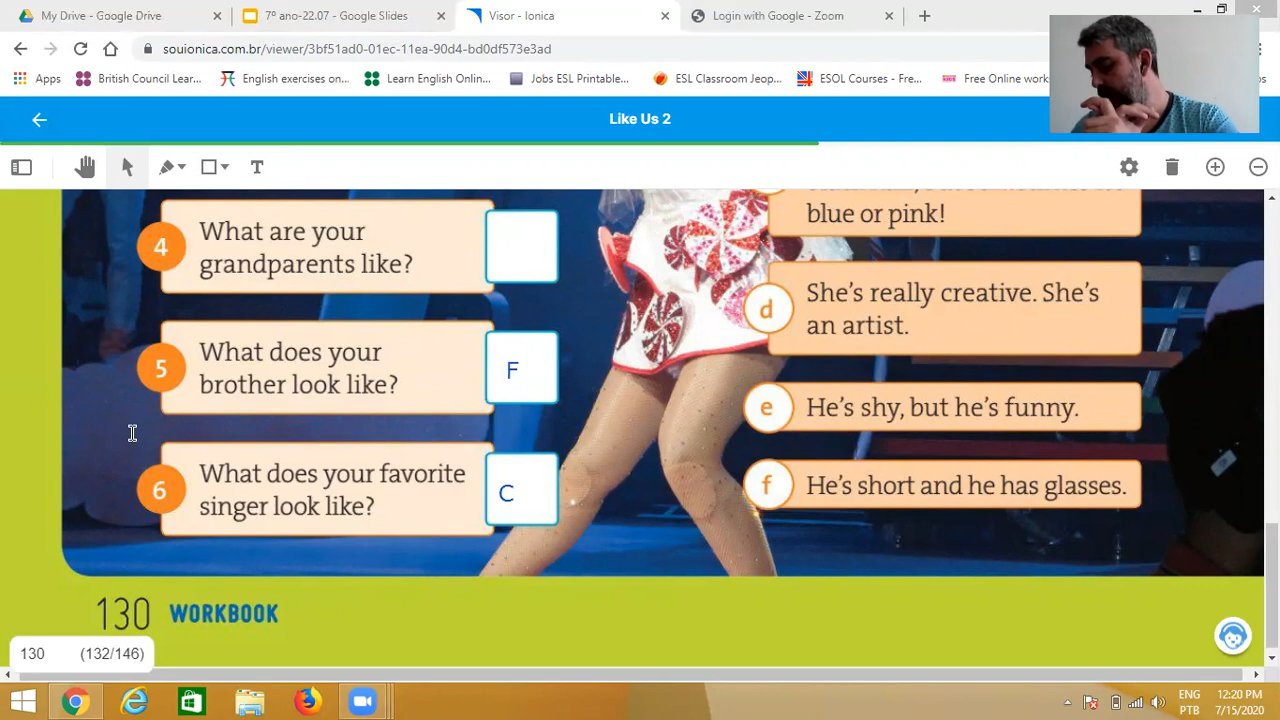 My Drive - Google Drive
7º ano-22.07 - Google Slides
Visor - Ionica
Login with Google - Zoom
souionica.com.br/viewer/3bf51ad0-01ec-11ea-90d4-bd0df573e3ad
Apps
British Council Lear...
English exercises on...
Learn English Onlin...
Jobs ESL Printable...
ESL Classroom Jeop...
ESOL Courses - Fre...
Free Online works
Like Us 2
blue or pink!
4
What are your
grandparents like?
d
She's really creative. She's
an artist.
5
What does your
brother look like?
F
e
He's shy, but he's funny.
6
What does your favorite
singer look like?
C
f
He's short and he has glasses.
130 WORKBOOK
130 (132/146)
ENG
PTB
12:20 PM
7/15/2020